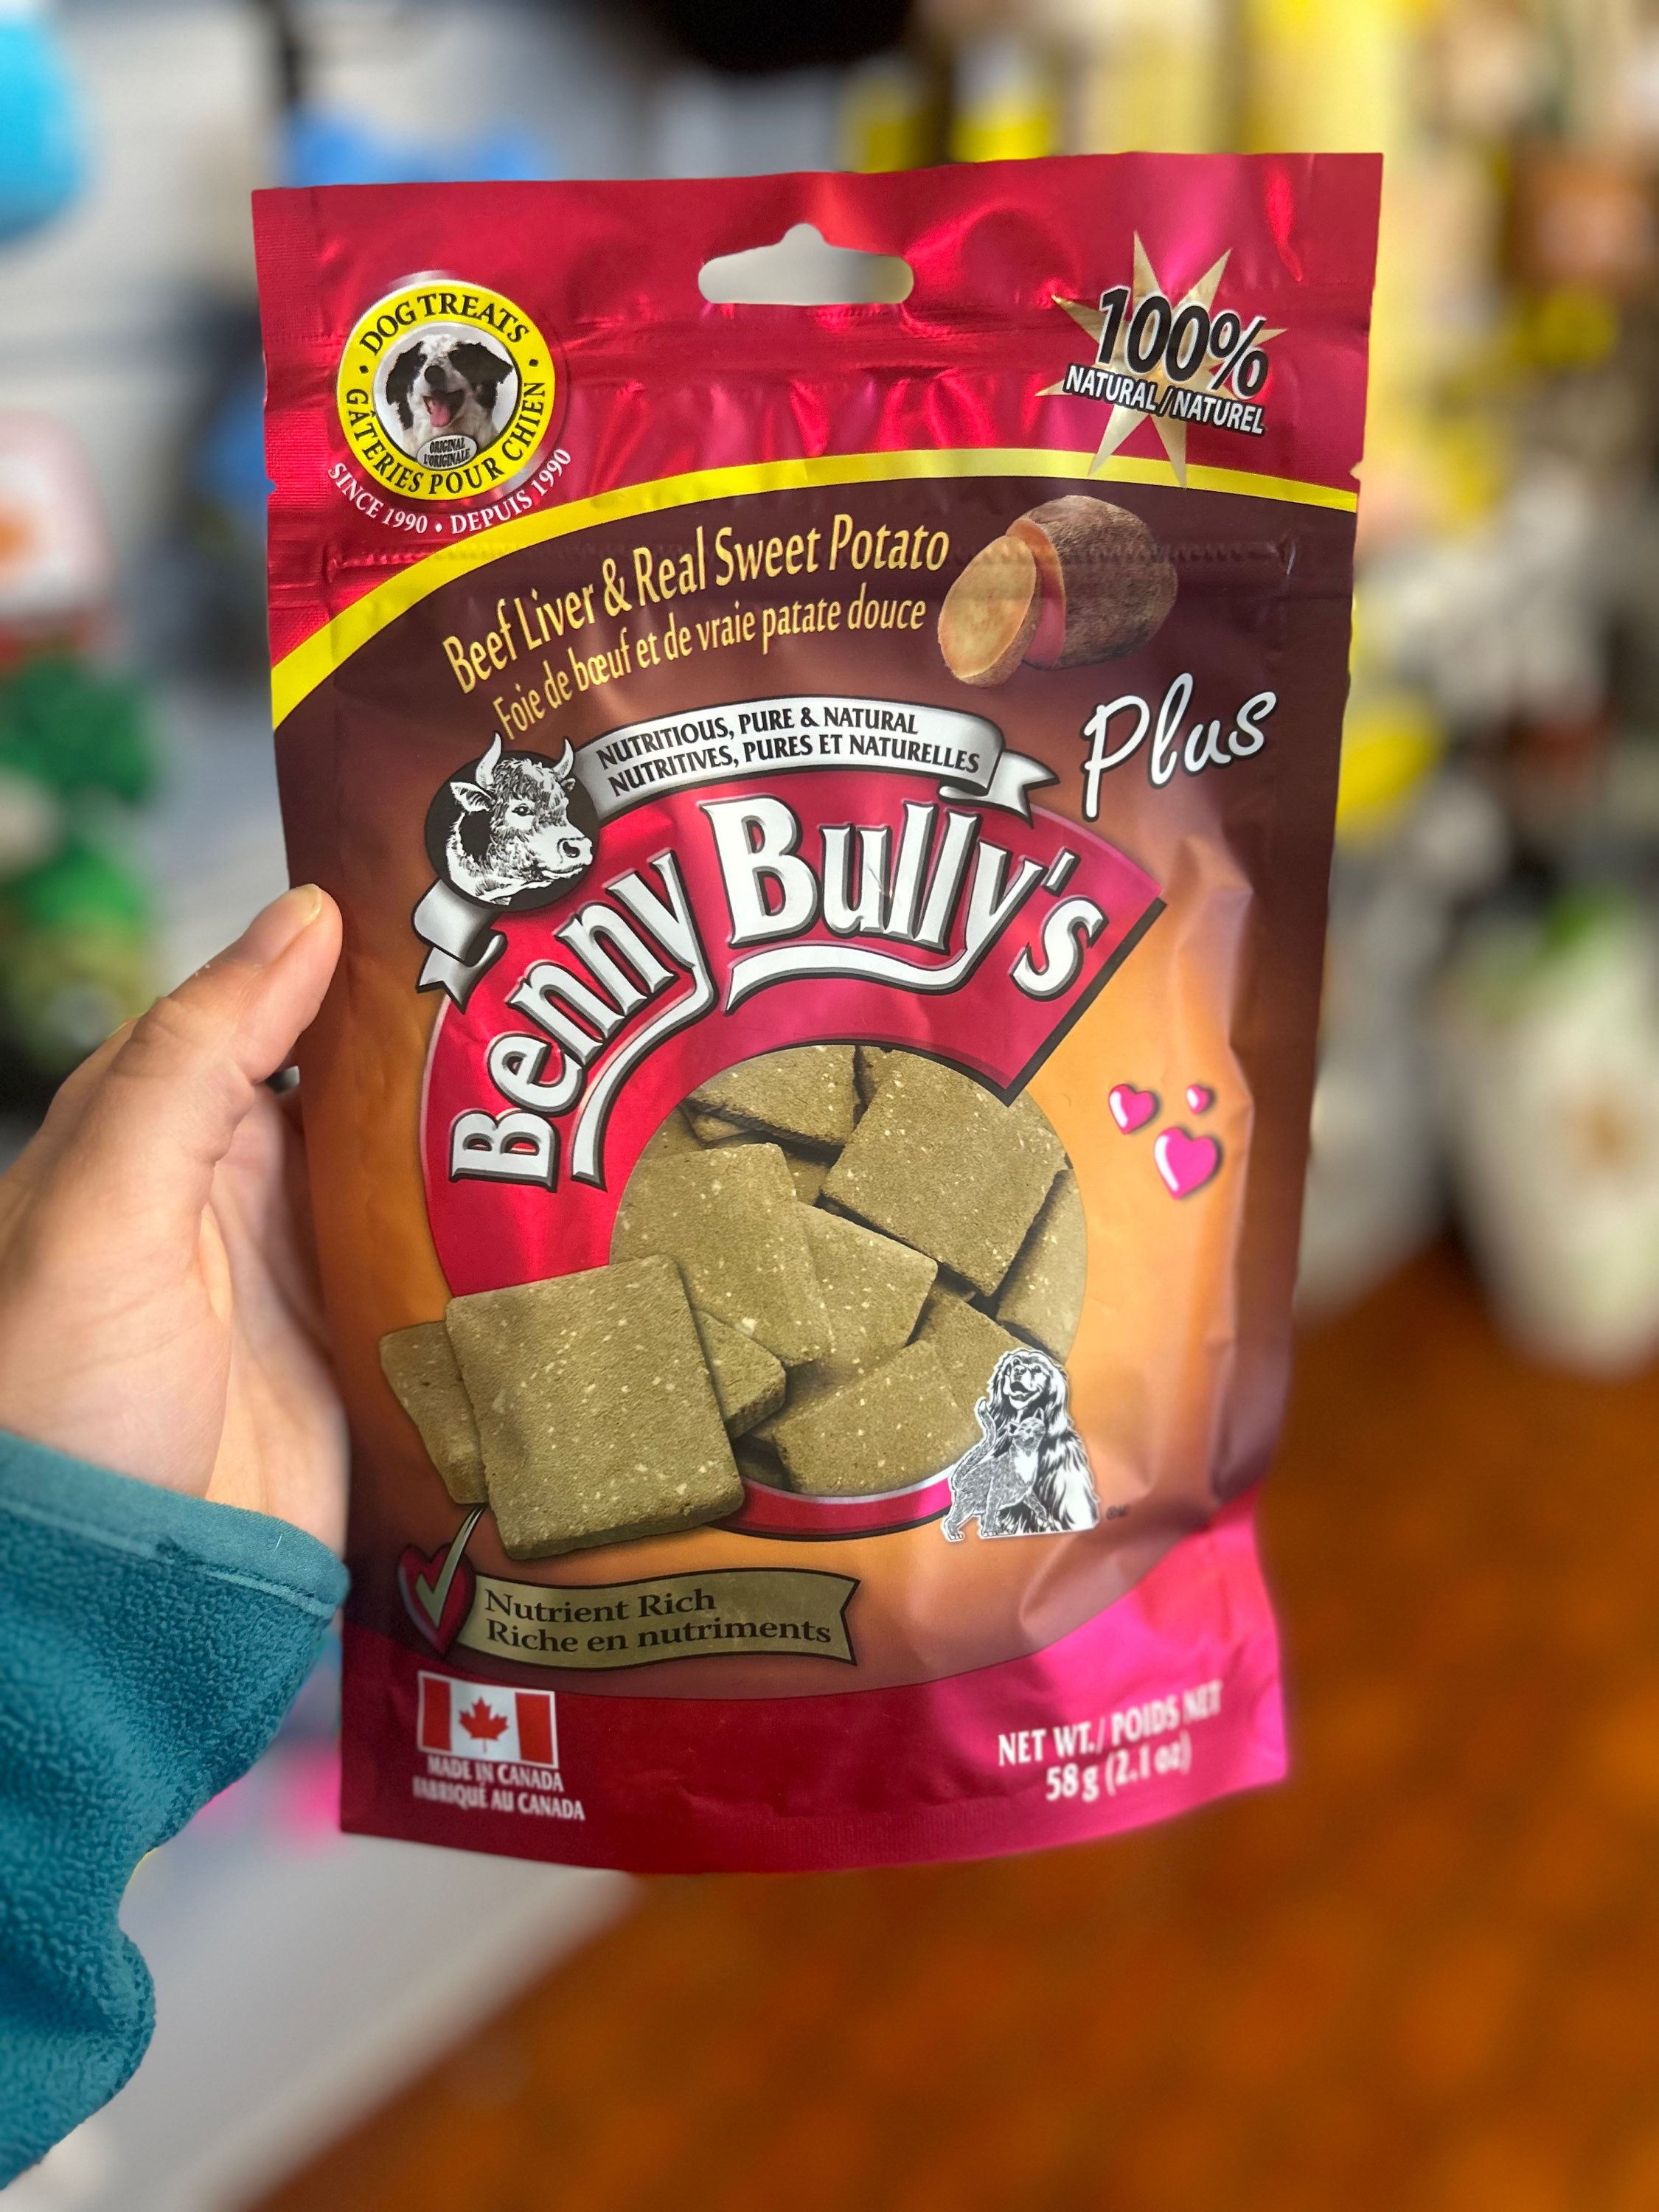 DOG TREATS
GÂTERIES POUR CHIEN
ORIGINAL
L'ORIGINALE
SINCE 1990 • DEPUIS 1990
100%
NATURAL / NATUREL
Beef Liver & Real Sweet Potato
Foie de bœuf et de vraie patate douce
Plus
NUTRITIOUS, PURE & NATURAL
NUTRITIVES, PURES ET NATURELLES
Benny Bully's
Nutrient Rich
Riche en nutriments
MADE IN CANADA
FABRIQUÉ AU CANADA
NET WT. / POIDS NET
58 g (2.1 oz)